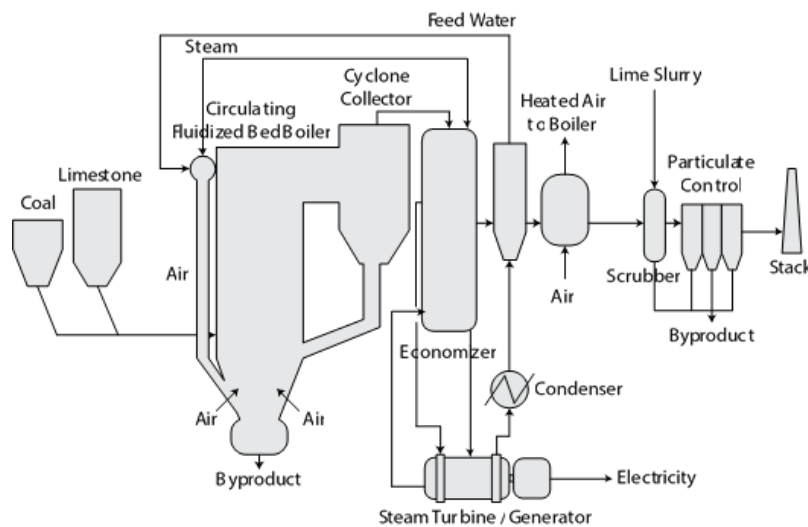 Feed Water
Steam
Cyclone
Collector
Lime Slurry
Heated Air
to Boiler
Circulating
Fluidized Bed Boiler
Particulate
Control
Limestone
Coal
Air
Scrubber
Stack
Air
Byproduct
Economizer
Condenser
Air
Air
Byproduct
Electricity
Steam Turbine / Generator